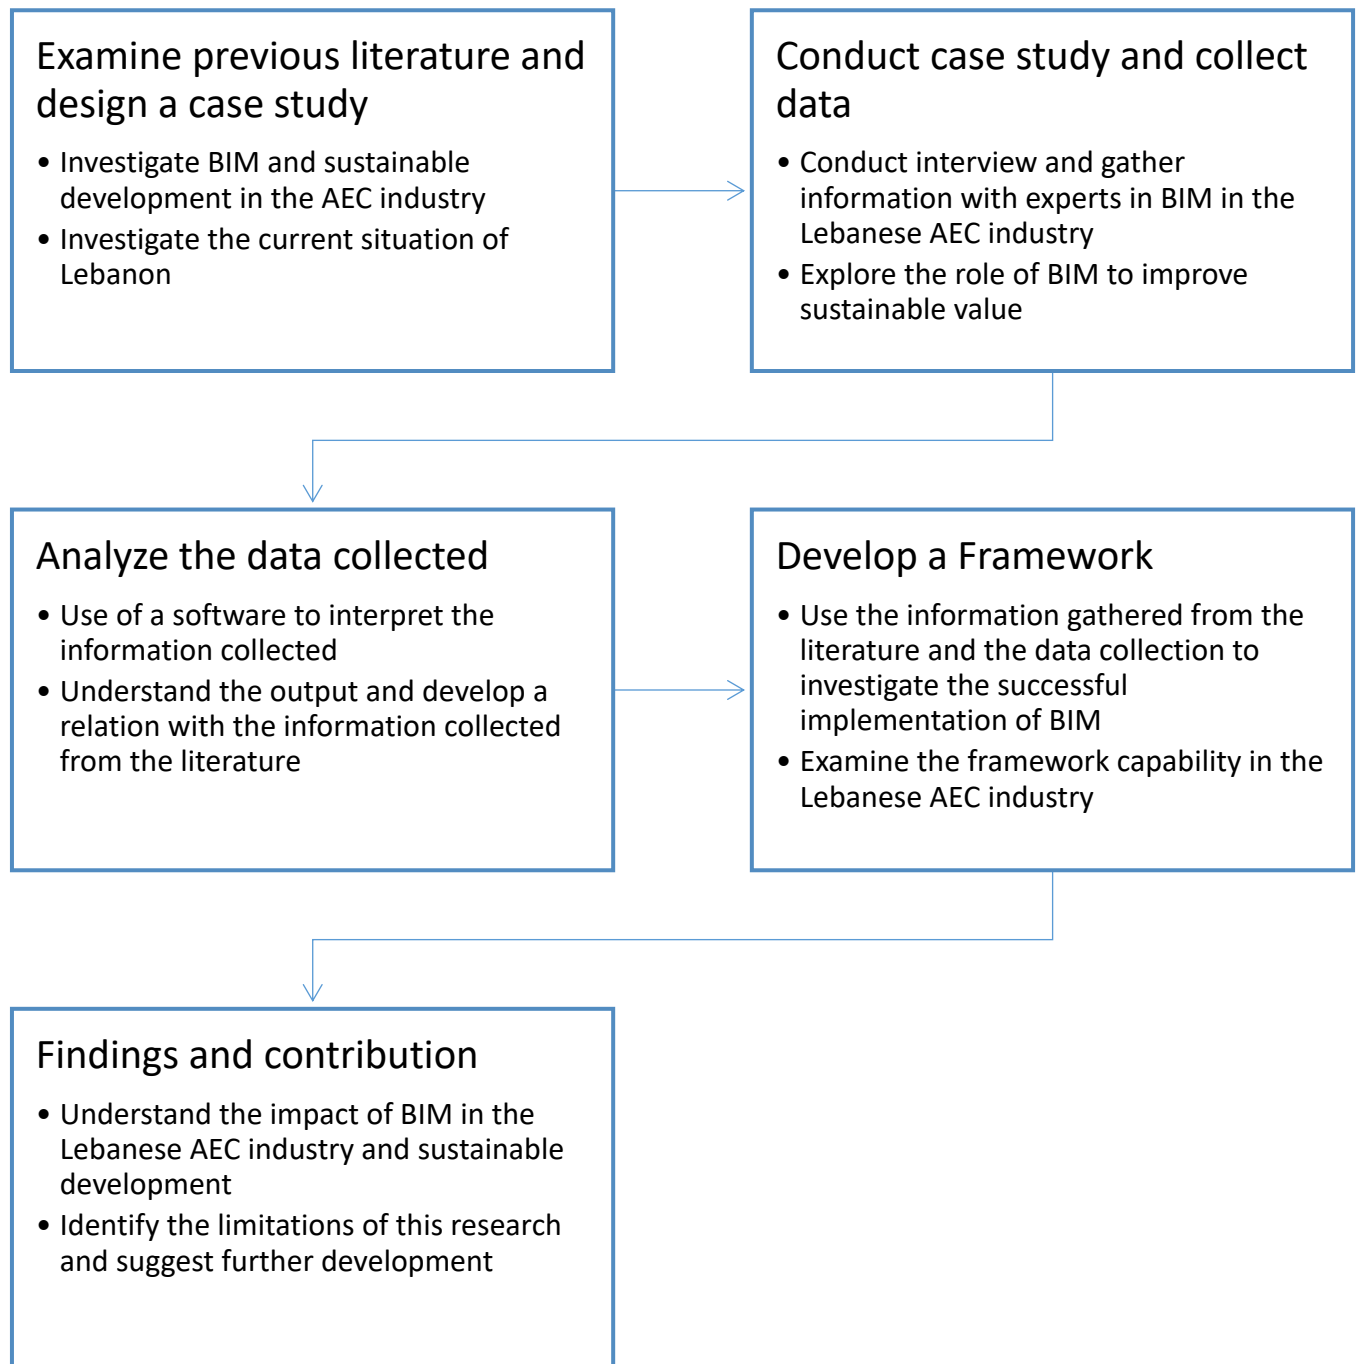 Examine previous literature and
design a case study
• Investigate BIM and sustainable
development in the AEC industry
• Investigate the current situation of
Lebanon
Conduct case study and collect
data
• Conduct interview and gather
information with experts in BIM in the
Lebanese AEC industry
• Explore the role of BIM to improve
sustainable value
Analyze the data collected
• Use of a software to interpret the
information collected
• Understand the output and develop a
relation with the information collected
from the literature
Develop a Framework
• Use the information gathered from the
literature and the data collection to
investigate the successful
implementation of BIM
• Examine the framework capability in the
Lebanese AEC industry
Findings and contribution
• Understand the impact of BIM in the
Lebanese AEC industry and sustainable
development
• Identify the limitations of this research
and suggest further development